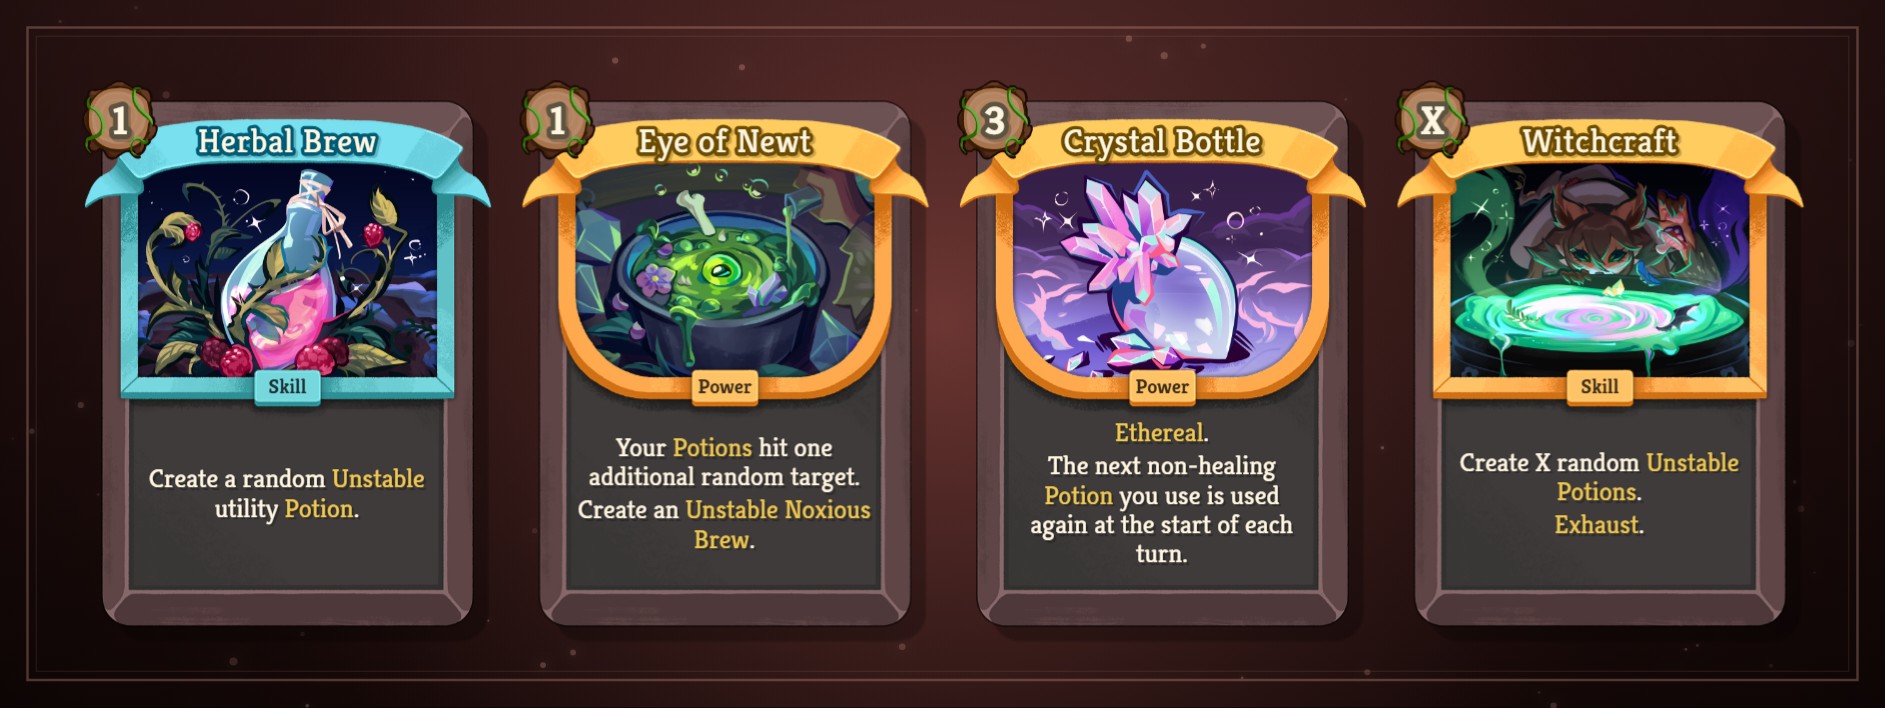 1
Herbal Brew
Skill
Create a random Unstable
utility Potion.
1
Eye of Newt
Power
Your Potions hit one
additional random target.
Create an Unstable Noxious
Brew.
3
Crystal Bottle
Power
Ethereal.
The next non-healing
Potion you use is used
again at the start of each
turn.
X
Witchcraft
Skill
Create X random Unstable
Potions.
Exhaust.